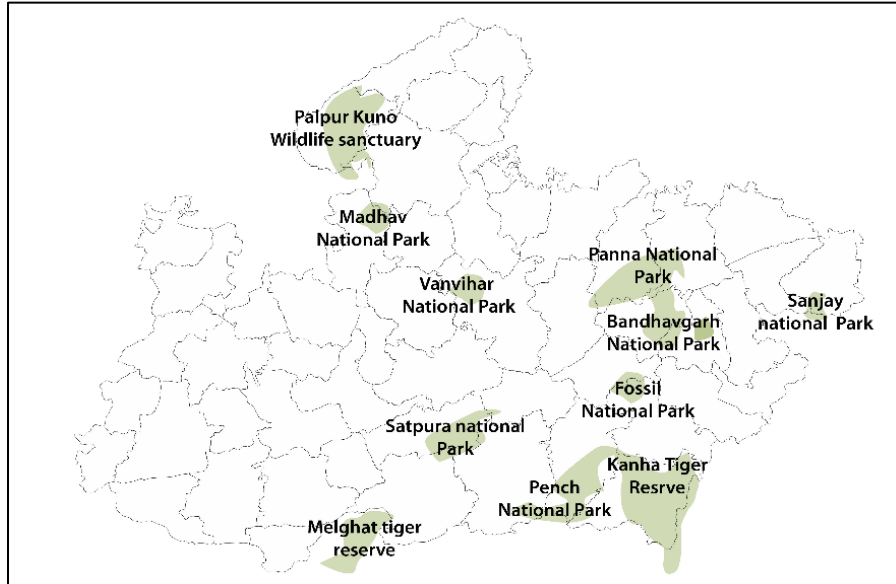 Palpur Kuno
Wildlife sanctuary
Madhav
National Park
Vanvihar
National Park
Panna National
Park
Sanjay
national Park
Bandhavgarh
National Park
Fossil
National Park
Satpura national
Park
Kanha Tiger
Resrve
Pench
National Park
Melghat tiger
reserve